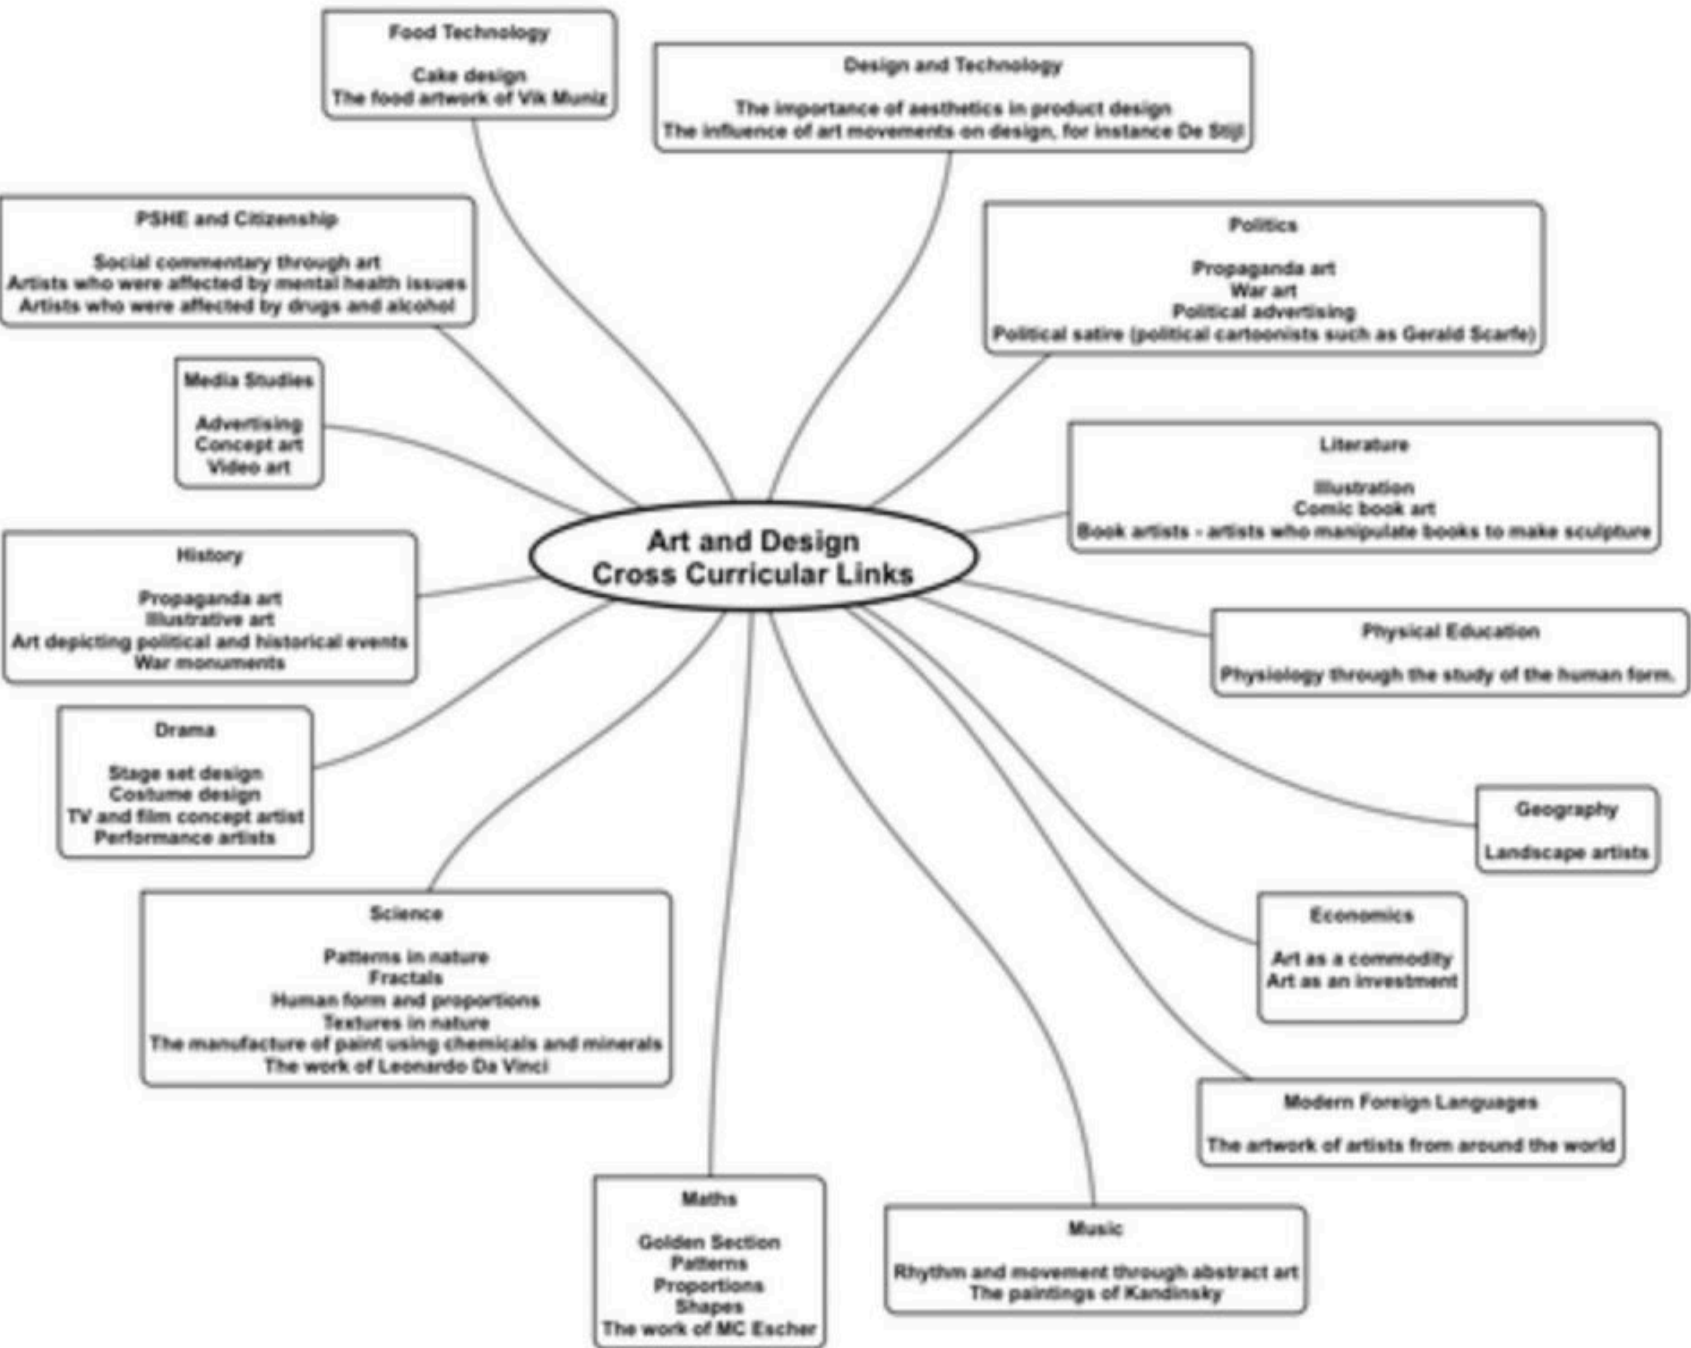 Food Technology
Cake design
The food artwork of Vik Muniz
Design and Technology
The importance of aesthetics in product design
The influence of art movements on design, for instance De Stijl
PSHE and Citizenship
Social commentary through art
Artists who were affected by mental health issues
Artists who were affected by drugs and alcohol
Politics
Propaganda art
War art
Political advertising
Political satire (political cartoonists such as Gerald Scarfe)
Media Studies
Advertising
Concept art
Video art
Literature
Illustration
Comic book art
Book artists - artists who manipulate books to make sculpture
Art and Design
Cross Curricular Links
History
Propaganda art
Illustrative art
Art depicting political and historical events
War monuments
Physical Education
Physiology through the study of the human form.
Drama
Stage set design
Costume design
TV and film concept artist
Performance artists
Geography
Landscape artists
Science
Patterns in nature
Fractals
Human form and proportions
Textures in nature
The manufacture of paint using chemicals and minerals
The work of Leonardo Da Vinci
Economics
Art as a commodity
Art as an investment
Modern Foreign Languages
The artwork of artists from around the world
Maths
Golden Section
Patterns
Proportions
Shapes
The work of MC Escher
Music
Rhythm and movement through abstract art
The paintings of Kandinsky